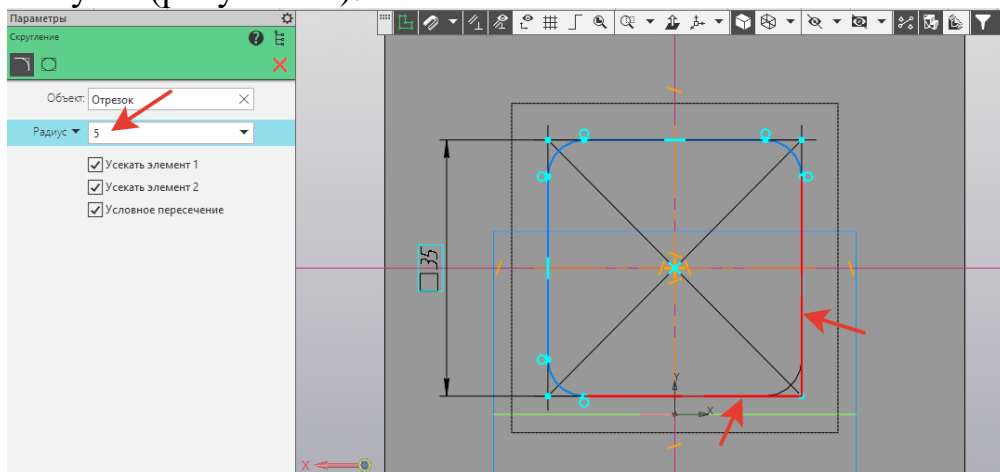 Параметры
Скругление
Объект: Отрезок
Радиус 5
Усекать элемент 1
Усекать элемент 2
Условное пересечение
□35
Y
X
X